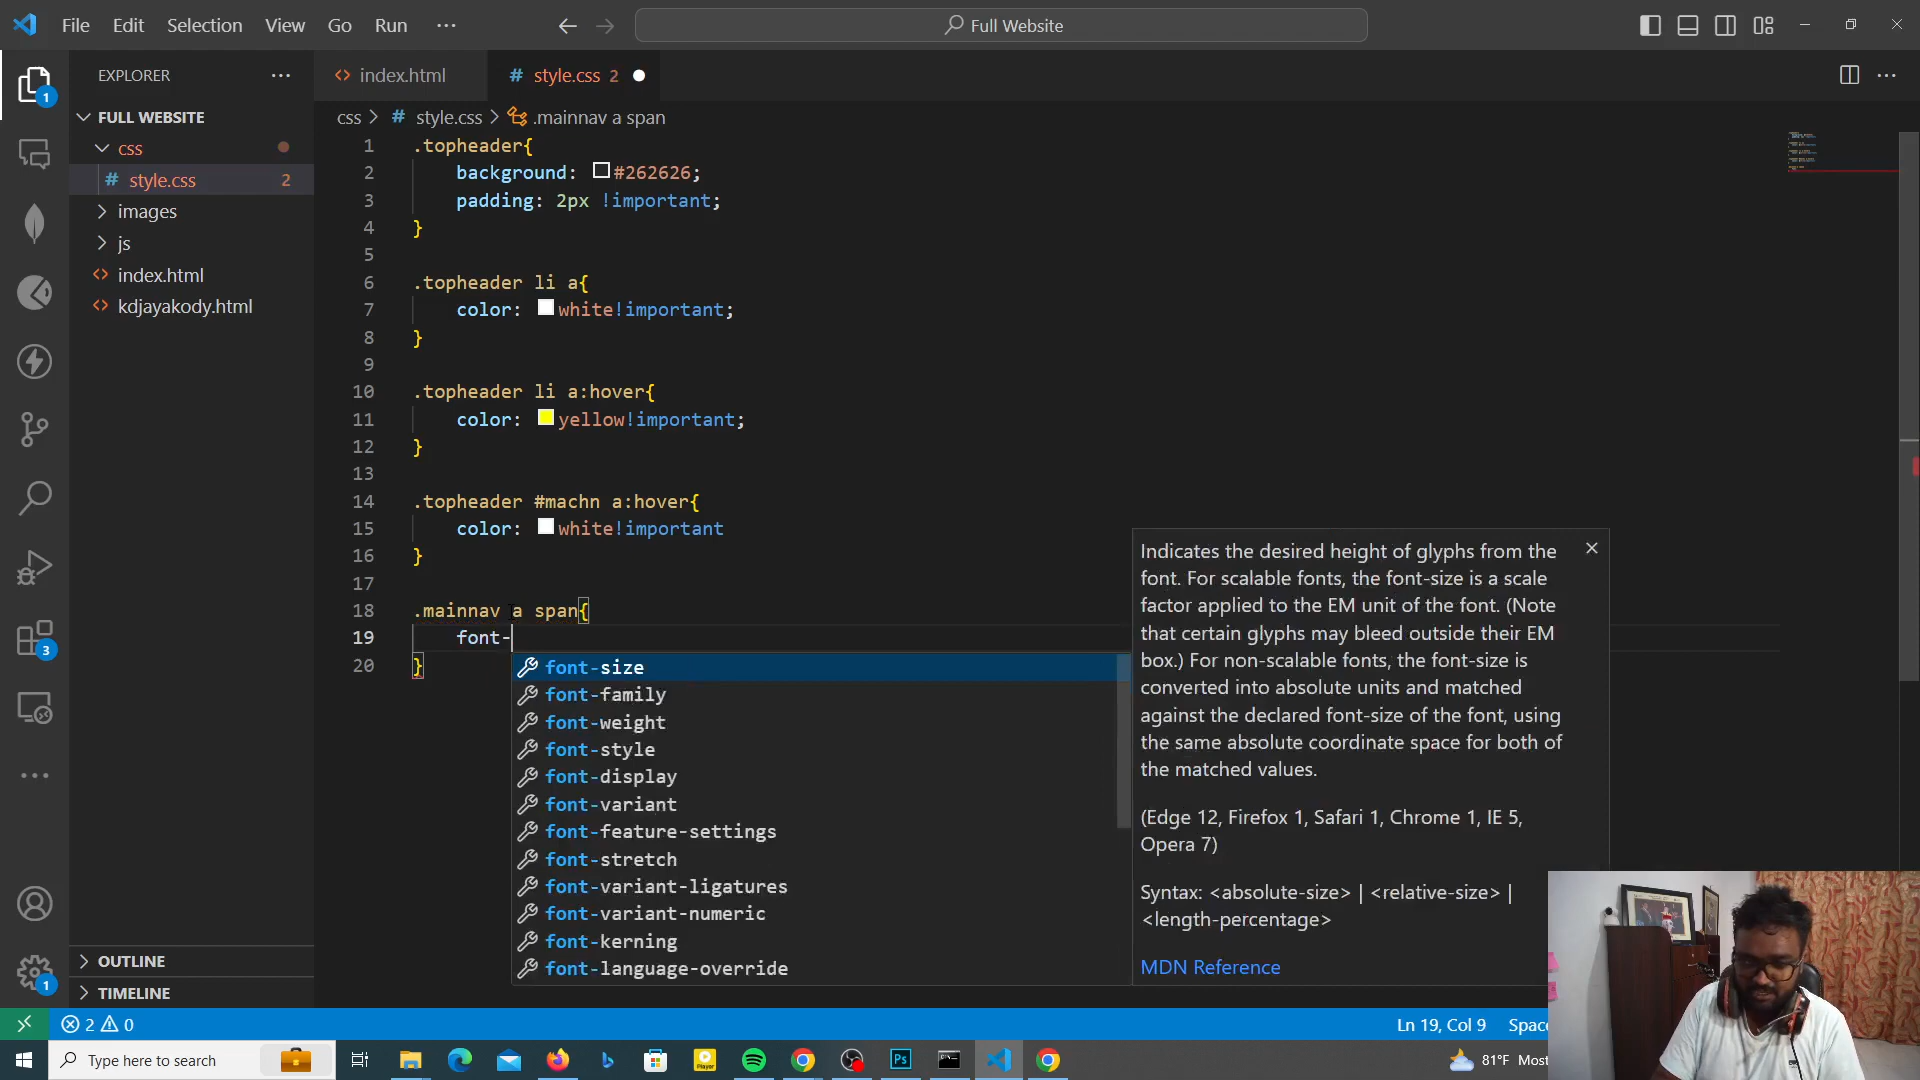 File Edit Selection View Go Run ···
Full Website
EXPLORER
index.html
style.css 2
FULL WEBSITE
css > # style.css > .mainnav a span
css
# style.css 2
images
js
index.html
kdjayakody.html
1 .topheader{
2 background: #262626;
3 padding: 2px !important;
4 }
5
6 .topheader li a{
7 color: white!important;
8 }
9
10 .topheader li a:hover{
11 color: yellow!important;
12 }
13
14 .topheader #machn a:hover{
15 color: white!important
16 }
17
18 .mainnav a span{
19 font-
20 }
font-size
font-family
font-weight
font-style
font-display
font-variant
font-feature-settings
font-stretch
font-variant-ligatures
font-variant-numeric
font-kerning
font-language-override
Indicates the desired height of glyphs from the
font. For scalable fonts, the font-size is a scale
factor applied to the EM unit of the font. (Note
that certain glyphs may bleed outside their EM
box.) For non-scalable fonts, the font-size is
converted into absolute units and matched
against the declared font-size of the font, using
the same absolute coordinate space for both of
the matched values.
(Edge 12, Firefox 1, Safari 1, Chrome 1, IE 5,
Opera 7)
Syntax: <absolute-size> | <relative-size> |
<length-percentage>
MDN Reference
1
3
1
OUTLINE
TIMELINE
2 0
Ln 19, Col 9
Space
Type here to search
Player
Ps
81°F Most